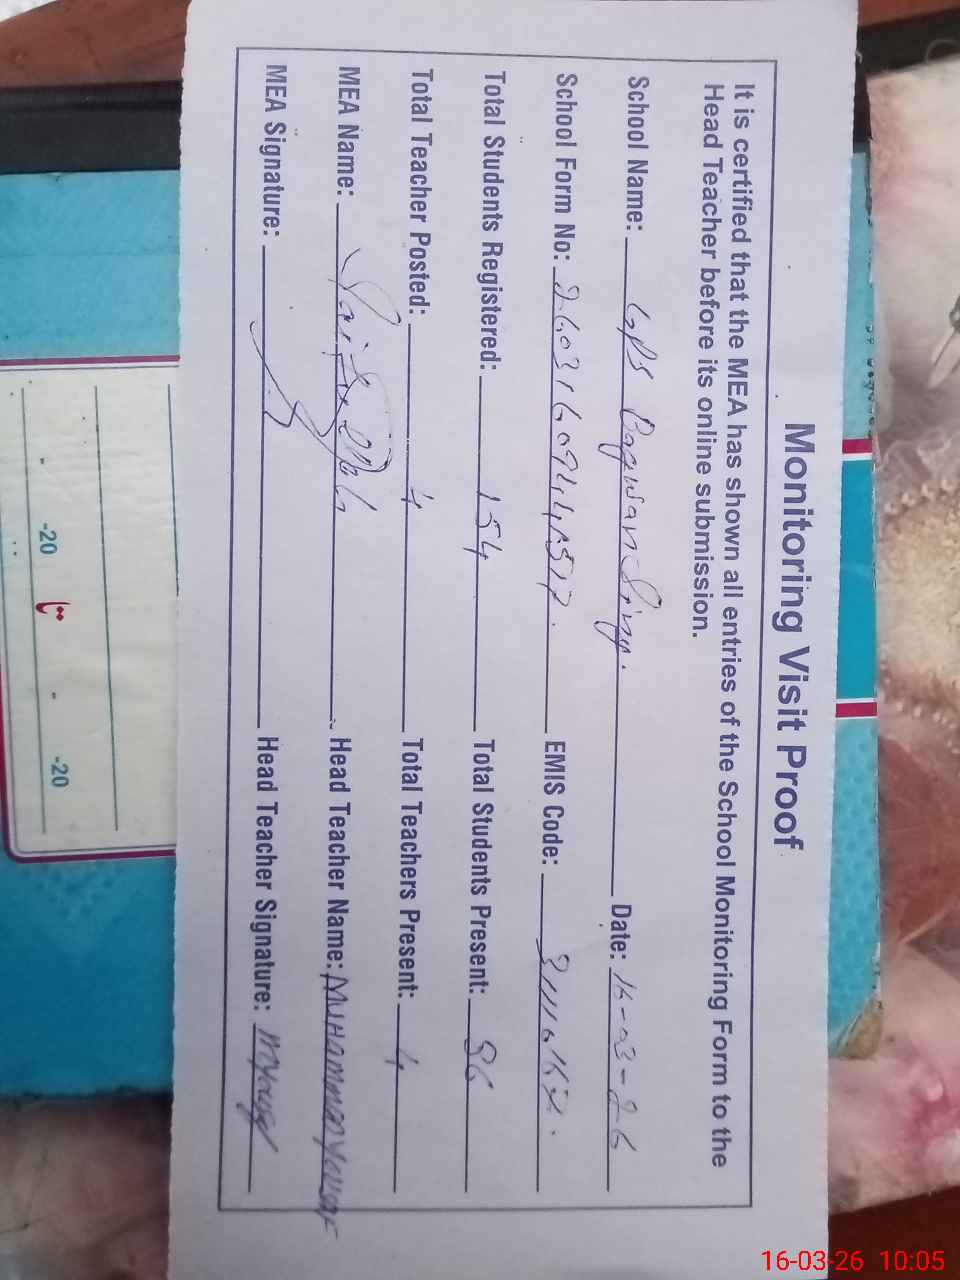 Monitoring Visit Proof
It is certified that the MEA has shown all entries of the School Monitoring Form to the
Head Teacher before its online submission.
School Name: GPS Bagwan Date: 16-03-26
School Form No: EMIS Code:
Total Students Registered: 154 Total Students Present: 86
Total Teacher Posted: 4 Total Teachers Present: 4
MEA Name: Saifullah Head Teacher Name: MUHAMMAD YOUSAF
MEA Signature: Head Teacher Signature: MYousaf
-20 تا - -20
16-03-26 10:05